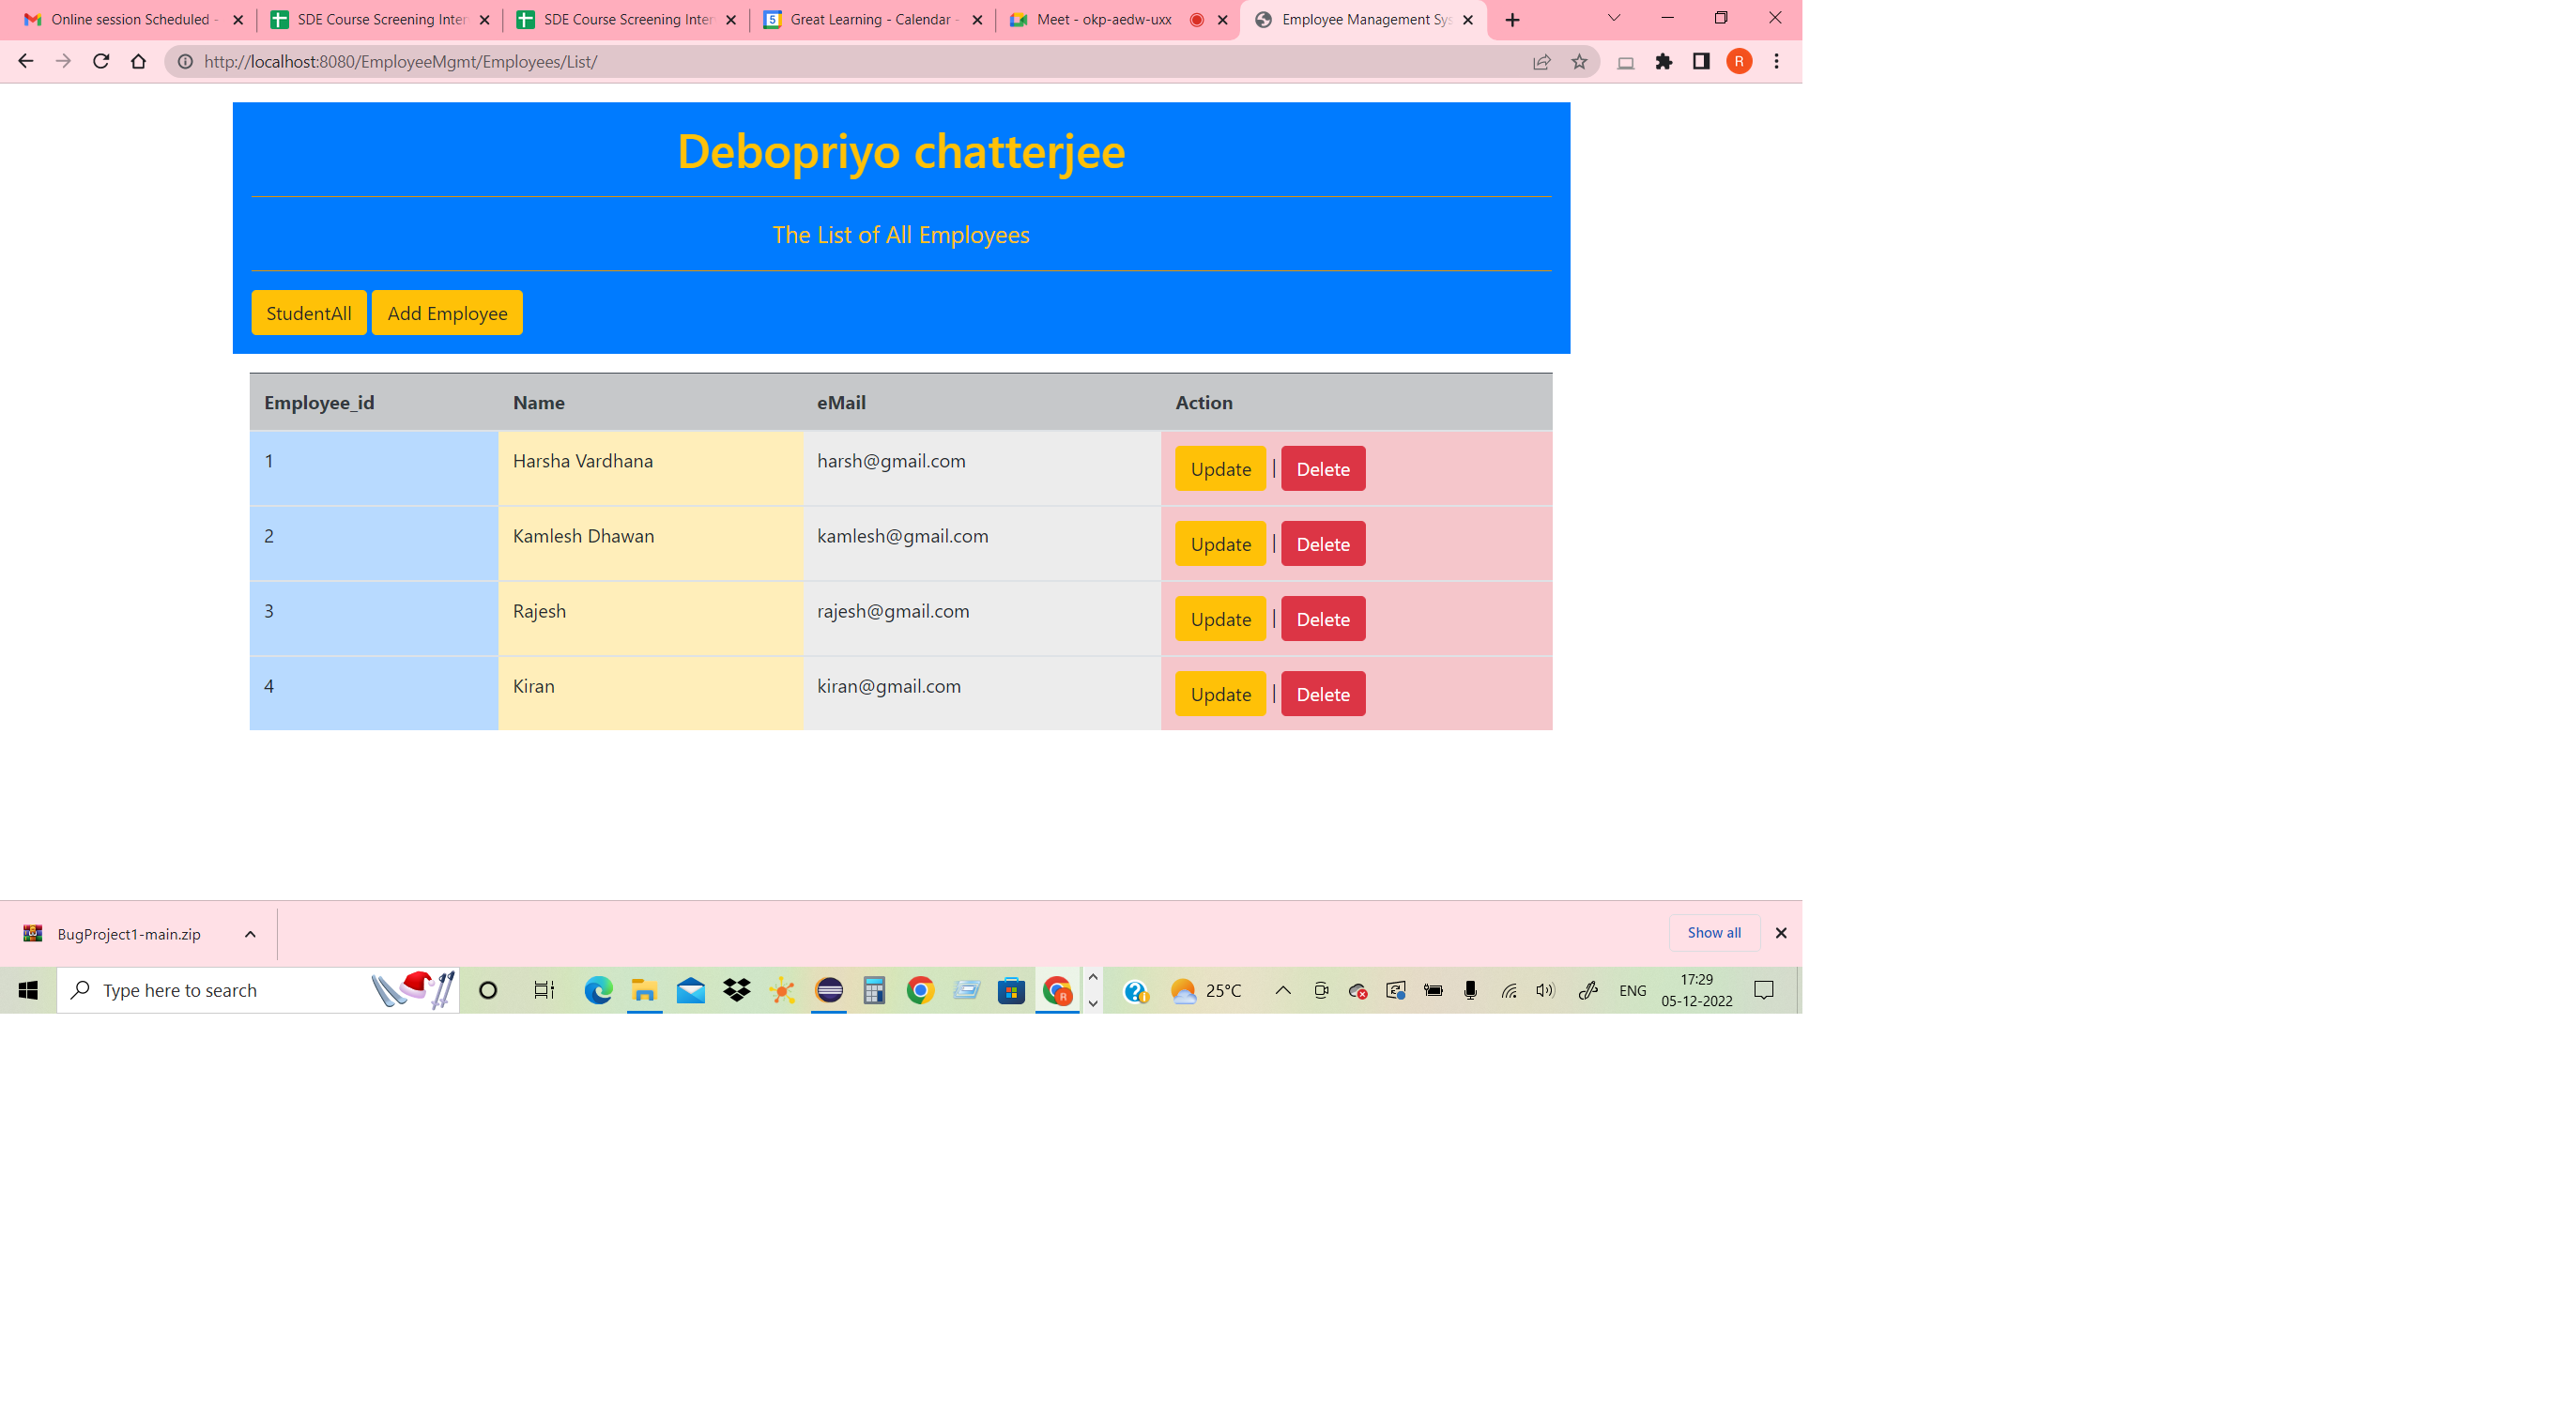 Online session Scheduled -
SDE Course Screening Inter
SDE Course Screening Inter
Great Learning - Calendar -
Meet - okp-aedw-uxx
Employee Management Sys
http://localhost:8080/EmployeeMgmt/Employees/List/
R
Debopriyo chatterjee
The List of All Employees
StudentAll Add Employee
Employee_id Name eMail Action
1 Harsha Vardhana harsh@gmail.com Update | Delete
2 Kamlesh Dhawan kamlesh@gmail.com Update | Delete
3 Rajesh rajesh@gmail.com Update | Delete
4 Kiran kiran@gmail.com Update | Delete
BugProject1-main.zip
Show all
Type here to search
25°C
ENG
17:29
05-12-2022